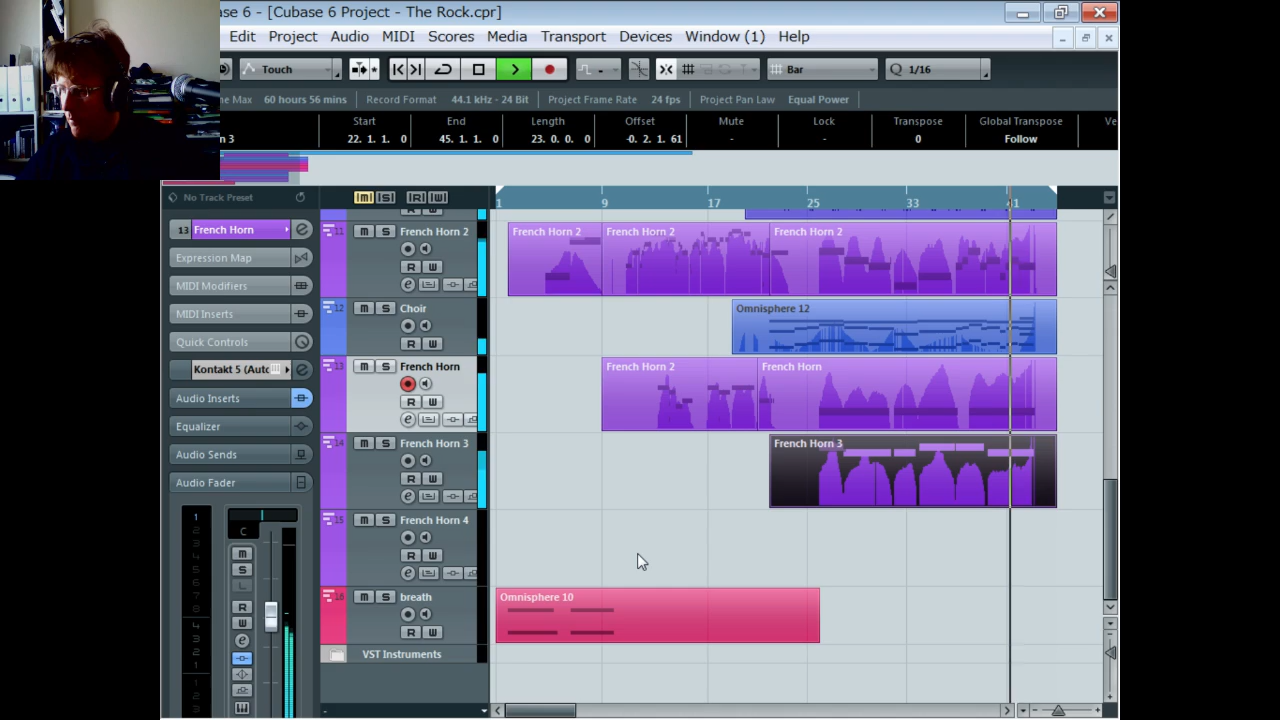 ase 6 - [Cubase 6 Project - The Rock.cpr]
Edit Project Audio MIDI Scores Media Transport Devices Window (1) Help
Touch Bar 1/16
ne Max 60 hours 56 mins Record Format 44.1 kHz - 24 Bit Project Frame Rate 24 fps Project Pan Law Equal Power
Start End Length Offset Mute Lock Transpose Global Transpose Ve
n 3 22. 1. 1. 0 45. 1. 1. 0 23. 0. 0. 0 -0. 2. 1. 61 - - 0 Follow
No Track Preset M S R W 1 9 17 25 33 41
13 French Horn
Expression Map
MIDI Modifiers
MIDI Inserts
Quick Controls
Kontakt 5 (Auto
Audio Inserts
Equalizer
Audio Sends
Audio Fader
1
C
m
S
L
R
W
e
R W
11 m S French Horn 2 French Horn 2 French Horn 2 French Horn 2
R W
e
12 m S Choir Omnisphere 12
R W
13 m S French Horn French Horn 2 French Horn
R W
e
14 m S French Horn 3 French Horn 3
R W
e
15 m S French Horn 4
R W
e
16 m S breath Omnisphere 10
R W
VST Instruments